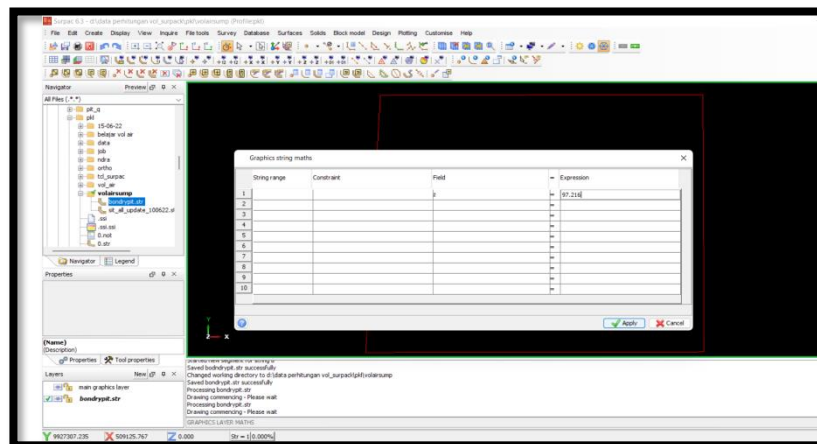 Surpac 6.3 - d:\data perhitungan vol_surpack\pkl\volairsump (Profile:pkl)
File Edit Create Display View Inquire File tools Survey Database Surfaces Solids Block model Design Plotting Customise Help
Navigator Preview
All Files (*.*)
pit_q
pkl
15-06-22
belajar vol air
data
job
ndra
ortho
tcl_surpac
vol_air
volairsump
bondrypit.str
sit_all_update_100622.st
.ssi
.ssi.ssi
0.not
0.str
Navigator Legend
Properties
(Name)
(Description)
Properties Tool properties
Layers New
main graphics layer
bondrypit.str
Graphics string maths
String range Constraint Field = Expression
1 = 97.216
2 =
3 =
4 =
5 =
6 =
7 =
8 =
9 =
10 =
Apply Cancel
Y
Z X
Saved bodndrypit.str successfully
Changed working directory to d:\data perhitungan vol_surpack\pkl\volairsump
Saved bondrypit.str successfully
Processing bondrypit.str
Drawing commencing - Please wait
Processing bondrypit.str
Drawing commencing - Please wait
GRAPHICS LAYER MATHS
Y 9927307.235 X 509125.767 Z 0.000 Str = 1 0.000%